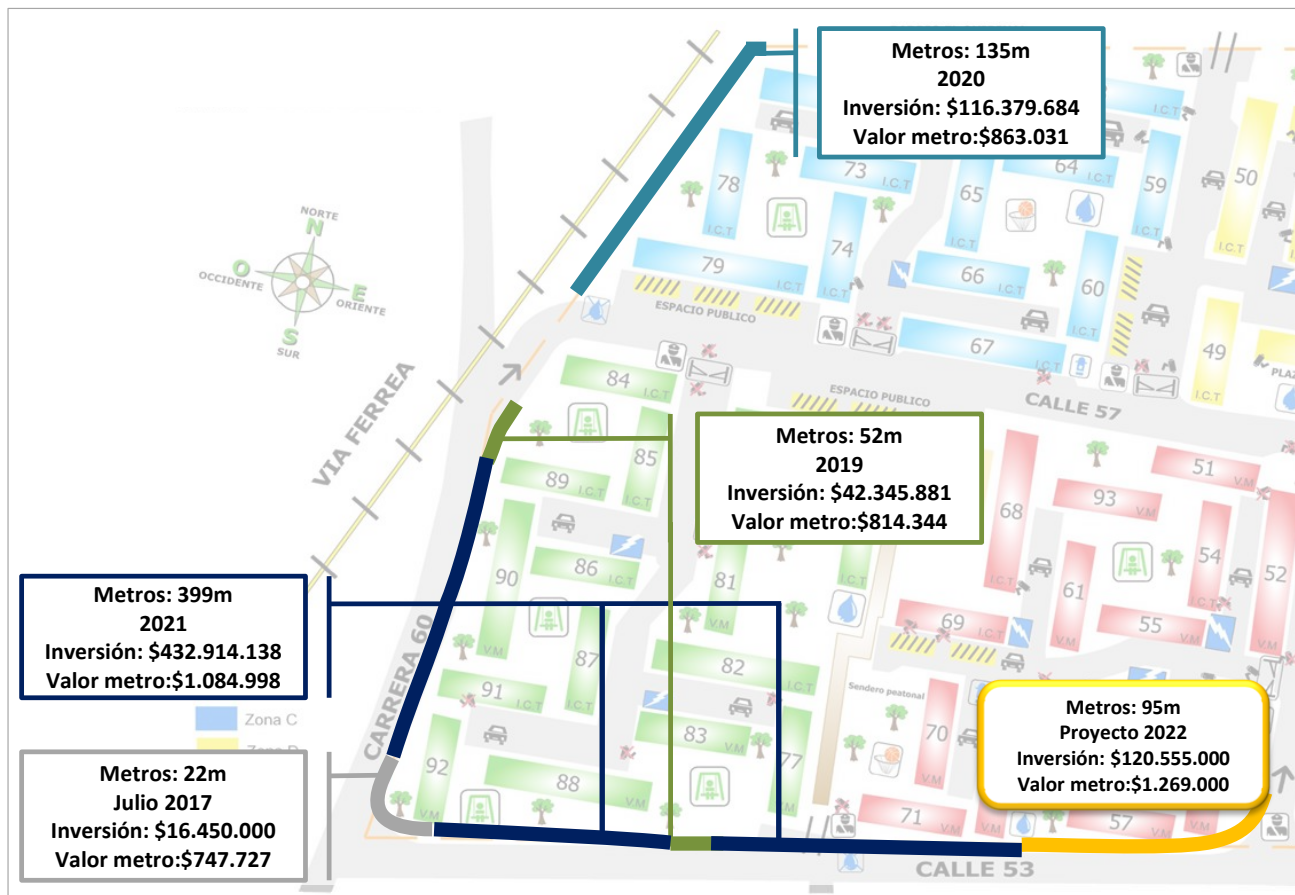 Metros: 135m
2020
Inversión: $116.379.684
Valor metro:$863.031
I.C.T
I.C.T
50
I.C.T
73
I.C.T
64
I.C.T
59
I.C.T
78
I.C.T
65
I.C.T
NORTE
N
OCCIDENTE
O
E
ORIENTE
S
SUR
79
I.C.T
74
I.C.T
66
I.C.T
60
I.C.T
ESPACIO PUBLICO
67
I.C.T
49
I.C.T
PLAZ
VIA FERREA
84
I.C.T
ESPACIO PUBLICO
CALLE 57
Metros: 52m
2019
Inversión: $42.345.881
Valor metro:$814.344
85
I.C.T
89
I.C.T
68
I.C.T
51
V.M
93
V.M
54
I.C.T
52
V.M
90
V.M
86
I.C.T
81
V.M
I.C.T
61
V.M
69
I.C.T
55
V.M
Metros: 399m
2021
Inversión: $432.914.138
Valor metro:$1.084.998
CARRERA 60
87
I.C.T
82
I.C.T
91
I.C.T
Sendero peatonal
70
V.M
83
V.M
77
V.M
Metros: 95m
Proyecto 2022
Inversión: $120.555.000
Valor metro:$1.269.000
Zona C
Metros: 22m
Julio 2017
Inversión: $16.450.000
Valor metro:$747.727
92
V.M
88
V.M
71
V.M
V.M
57
V.M
V.M
CALLE 53